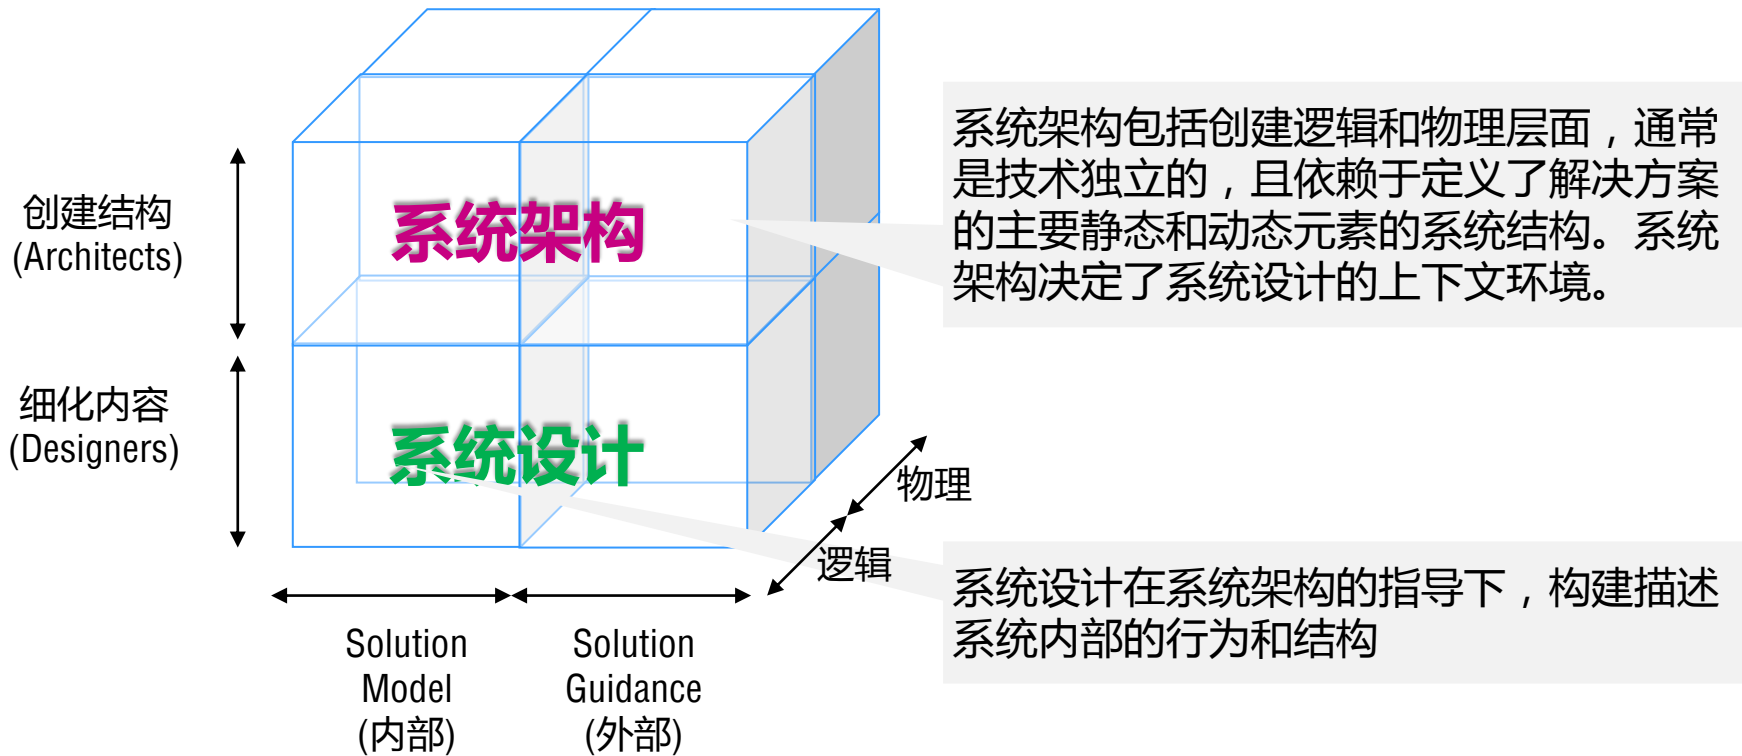 系统架构包括创建逻辑和物理层面，通常
是技术独立的，且依赖于定义了解决方案
的主要静态和动态元素的系统结构。系统
架构决定了系统设计的上下文环境。
创建结构
(Architects)
系统架构
细化内容
(Designers)
系统设计
物理
逻辑
系统设计在系统架构的指导下，构建描述
系统内部的行为和结构
Solution
Model
(内部)
Solution
Guidance
(外部)